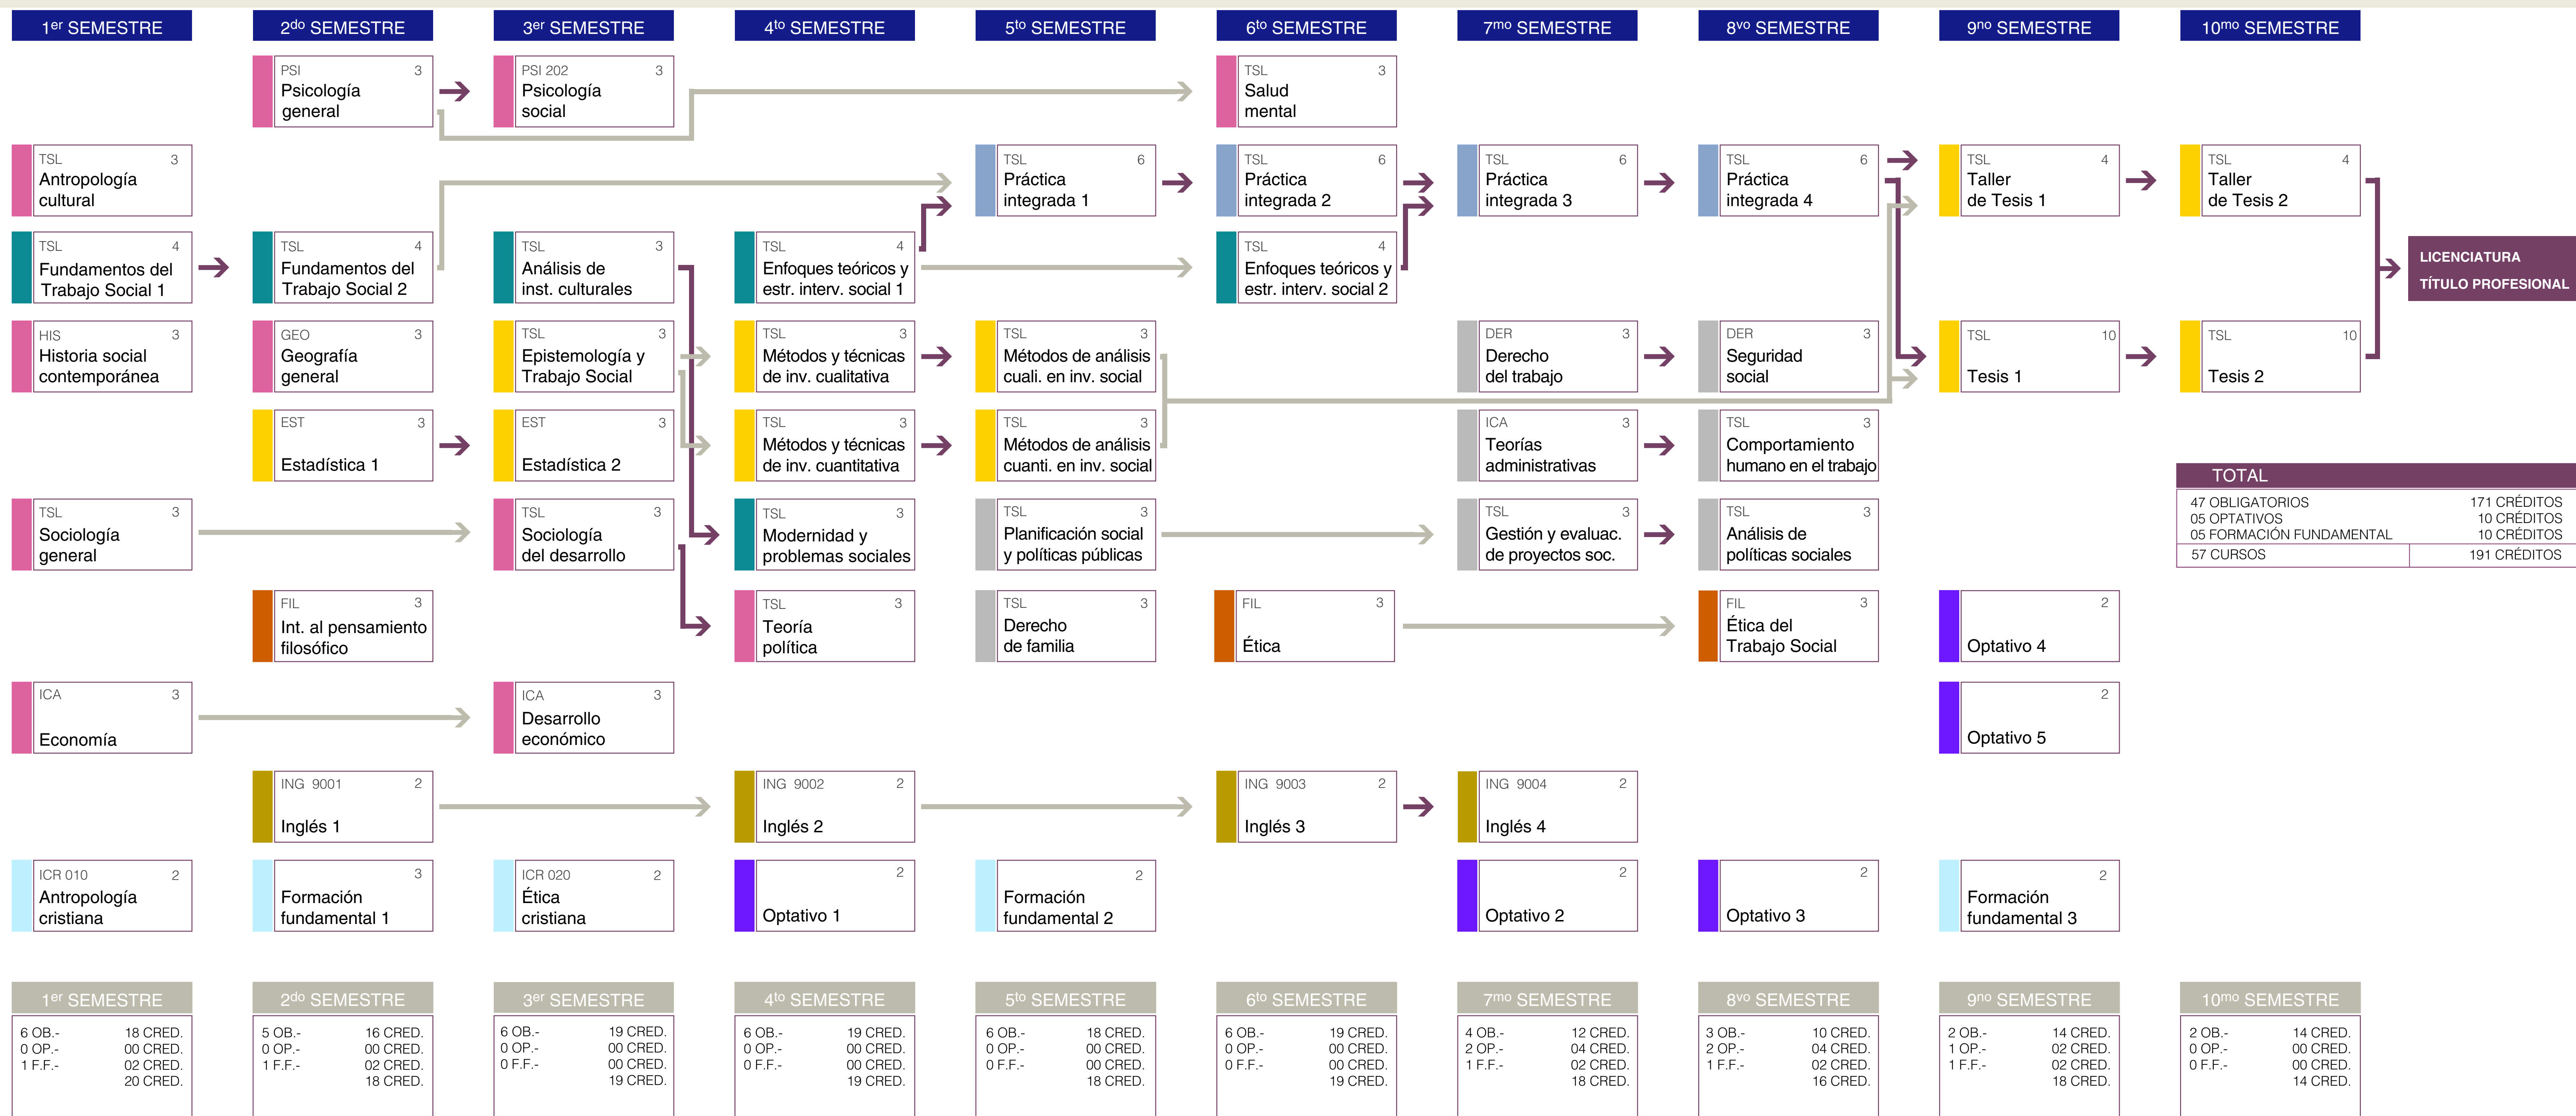 1er SEMESTRE
2do SEMESTRE
3er SEMESTRE
4to SEMESTRE
5to SEMESTRE
6to SEMESTRE
7mo SEMESTRE
8vo SEMESTRE
9no SEMESTRE
10mo SEMESTRE
PSI 3
Psicología
general
PSI 202 3
Psicología
social
TSL 3
Salud
mental
TSL 3
Antropología
cultural
TSL 6
Práctica
integrada 1
TSL 6
Práctica
integrada 2
TSL 6
Práctica
integrada 3
TSL 6
Práctica
integrada 4
TSL 4
Taller
de Tesis 1
TSL 4
Taller
de Tesis 2
TSL 4
Fundamentos del
Trabajo Social 1
TSL 4
Fundamentos del
Trabajo Social 2
TSL 3
Análisis de
inst. culturales
TSL 4
Enfoques teóricos y
estr. interv. social 1
TSL 4
Enfoques teóricos y
estr. interv. social 2
LICENCIATURA
TÍTULO PROFESIONAL
HIS 3
Historia social
contemporánea
GEO 3
Geografía
general
TSL 3
Epistemología y
Trabajo Social
TSL 3
Métodos y técnicas
de inv. cualitativa
TSL 3
Métodos de análisis
cuali. en inv. social
DER 3
Derecho
del trabajo
DER 3
Seguridad
social
TSL 10
Tesis 1
TSL 10
Tesis 2
EST 3
Estadística 1
EST 3
Estadística 2
TSL 3
Métodos y técnicas
de inv. cuantitativa
TSL 3
Métodos de análisis
cuanti. en inv. social
ICA 3
Teorías
administrativas
TSL 3
Comportamiento
humano en el trabajo
TOTAL
47 OBLIGATORIOS 171 CRÉDITOS
05 OPTATIVOS 10 CRÉDITOS
05 FORMACIÓN FUNDAMENTAL 10 CRÉDITOS
57 CURSOS 191 CRÉDITOS
TSL 3
Sociología
general
TSL 3
Sociología
del desarrollo
TSL 3
Modernidad y
problemas sociales
TSL 3
Planificación social
y políticas públicas
TSL 3
Gestión y evaluac.
de proyectos soc.
TSL 3
Análisis de
políticas sociales
FIL 3
Int. al pensamiento
filosófico
TSL 3
Teoría
política
TSL 3
Derecho
de familia
FIL 3
Ética
FIL 3
Ética del
Trabajo Social
2
Optativo 4
ICA 3
Economía
ICA 3
Desarrollo
económico
2
Optativo 5
ING 9001 2
Inglés 1
ING 9002 2
Inglés 2
ING 9003 2
Inglés 3
ING 9004 2
Inglés 4
ICR 010 2
Antropología
cristiana
3
Formación
fundamental 1
ICR 020 2
Ética
cristiana
2
Optativo 1
2
Formación
fundamental 2
2
Optativo 2
2
Optativo 3
2
Formación
fundamental 3
1er SEMESTRE
6 OB.- 18 CRED.
0 OP.- 00 CRED.
1 F.F.- 02 CRED.
20 CRED.
2do SEMESTRE
5 OB.- 16 CRED.
0 OP.- 00 CRED.
1 F.F.- 02 CRED.
18 CRED.
3er SEMESTRE
6 OB.- 19 CRED.
0 OP.- 00 CRED.
0 F.F.- 00 CRED.
19 CRED.
4to SEMESTRE
6 OB.- 19 CRED.
0 OP.- 00 CRED.
0 F.F.- 00 CRED.
19 CRED.
5to SEMESTRE
6 OB.- 18 CRED.
0 OP.- 00 CRED.
0 F.F.- 00 CRED.
18 CRED.
6to SEMESTRE
6 OB.- 19 CRED.
0 OP.- 00 CRED.
0 F.F.- 00 CRED.
19 CRED.
7mo SEMESTRE
4 OB.- 12 CRED.
2 OP.- 04 CRED.
1 F.F.- 02 CRED.
18 CRED.
8vo SEMESTRE
3 OB.- 10 CRED.
2 OP.- 04 CRED.
1 F.F.- 02 CRED.
16 CRED.
9no SEMESTRE
2 OB.- 14 CRED.
1 OP.- 02 CRED.
1 F.F.- 02 CRED.
18 CRED.
10mo SEMESTRE
2 OB.- 14 CRED.
0 OP.- 00 CRED.
0 F.F.- 00 CRED.
14 CRED.